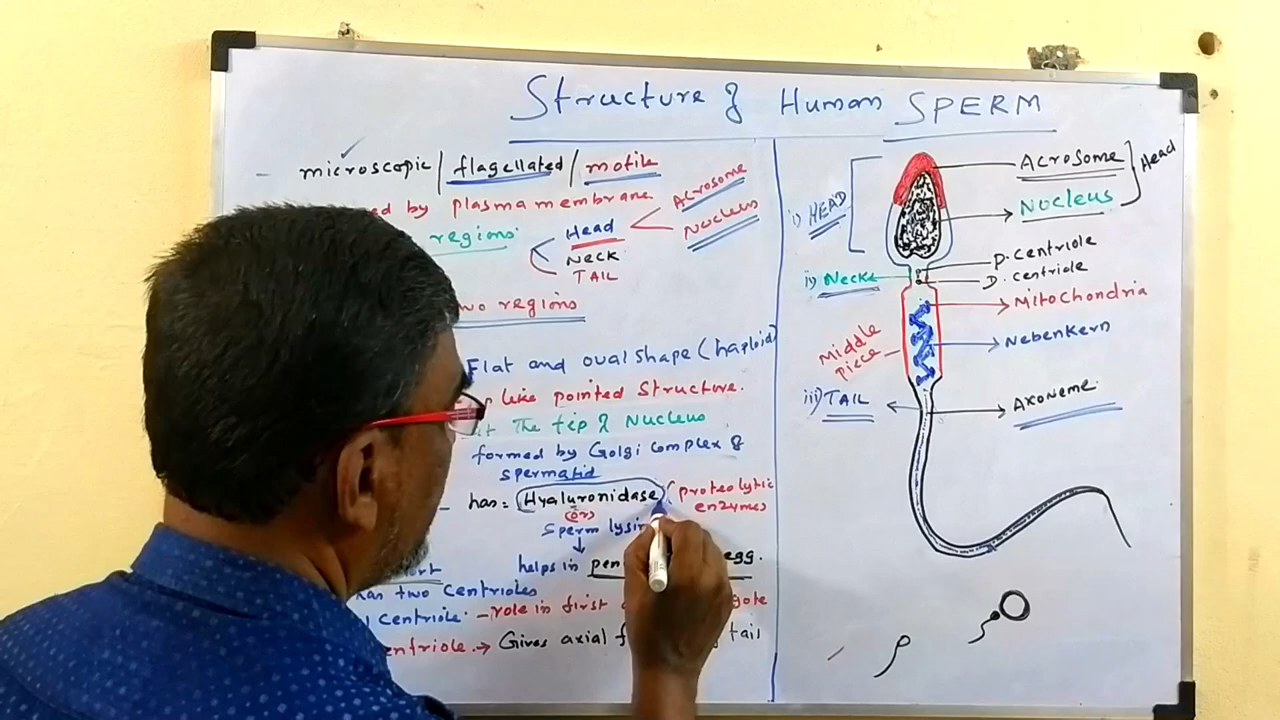 Structure of Human SPERM
microscopic / flagellated / motile
by plasma membrane
regions
Head
Neck
TAIL
Acrosome
Nucleus
two regions
Flat and oval shape (haploid)
like pointed structure.
The tip of Nucleus
formed by Golgi complex of
spermatid
has: Hyaluronidase (proteolytic
enzymes
(or)
Sperm lysin
helps in egg.
has two Centrioles
Centriole - role in first
Gives axial tail
i) HEAD
Acrosome
Nucleus
Head
P. Centriole
D. Centriole
ii) Neck
Mitochondria
Nebenkern
Middle
piece
iii) TAIL
Axoneme